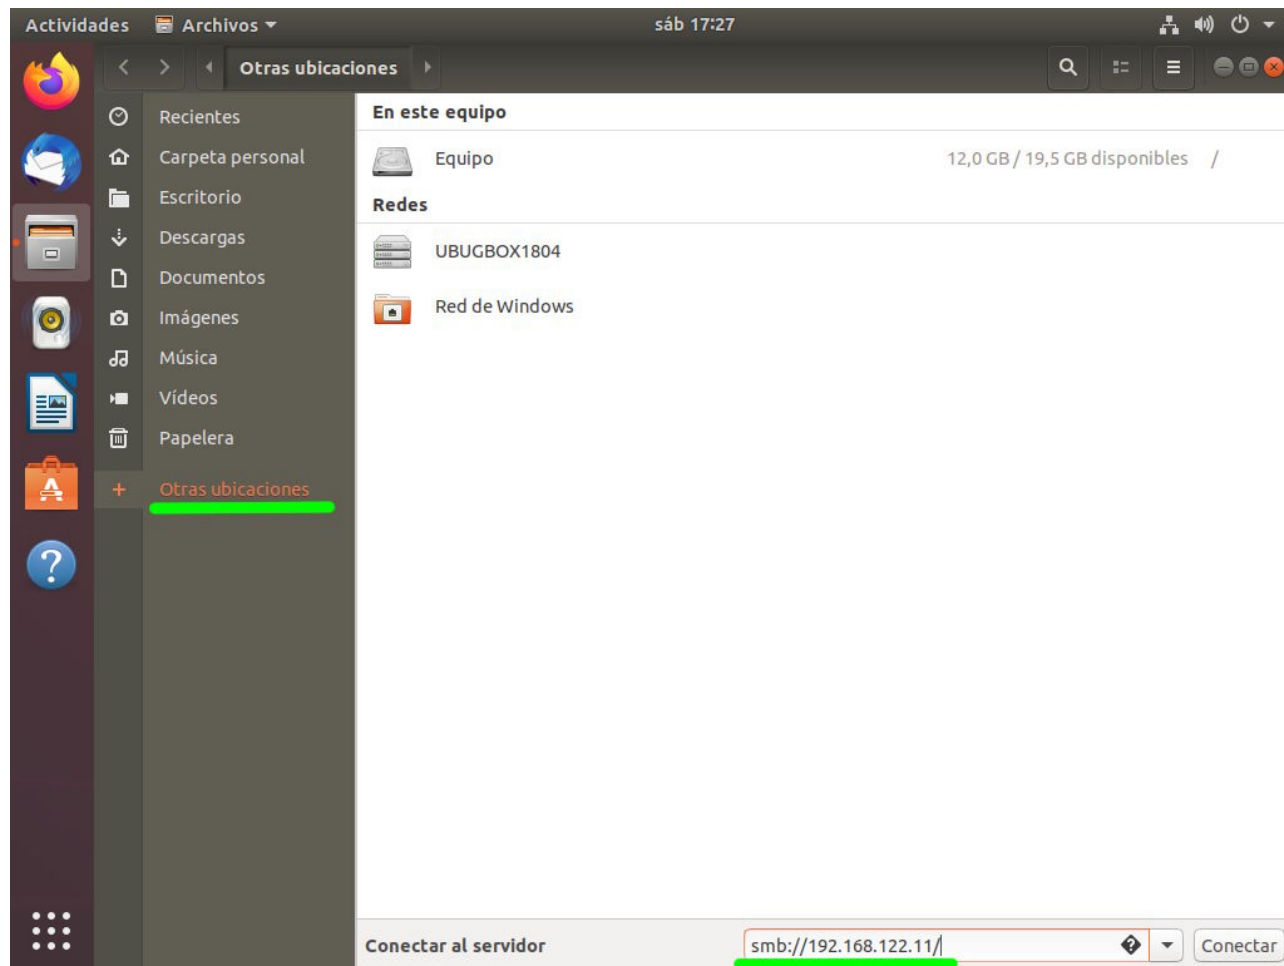 Actividades Archivos sáb 17:27
Otras ubicaciones
Recientes
Carpeta personal
Escritorio
Descargas
Documentos
Imágenes
Música
Vídeos
Papelera
Otras ubicaciones
En este equipo
Equipo 12,0 GB / 19,5 GB disponibles /
Redes
UBUGBOX1804
Red de Windows
Conectar al servidor smb://192.168.122.11/ Conectar